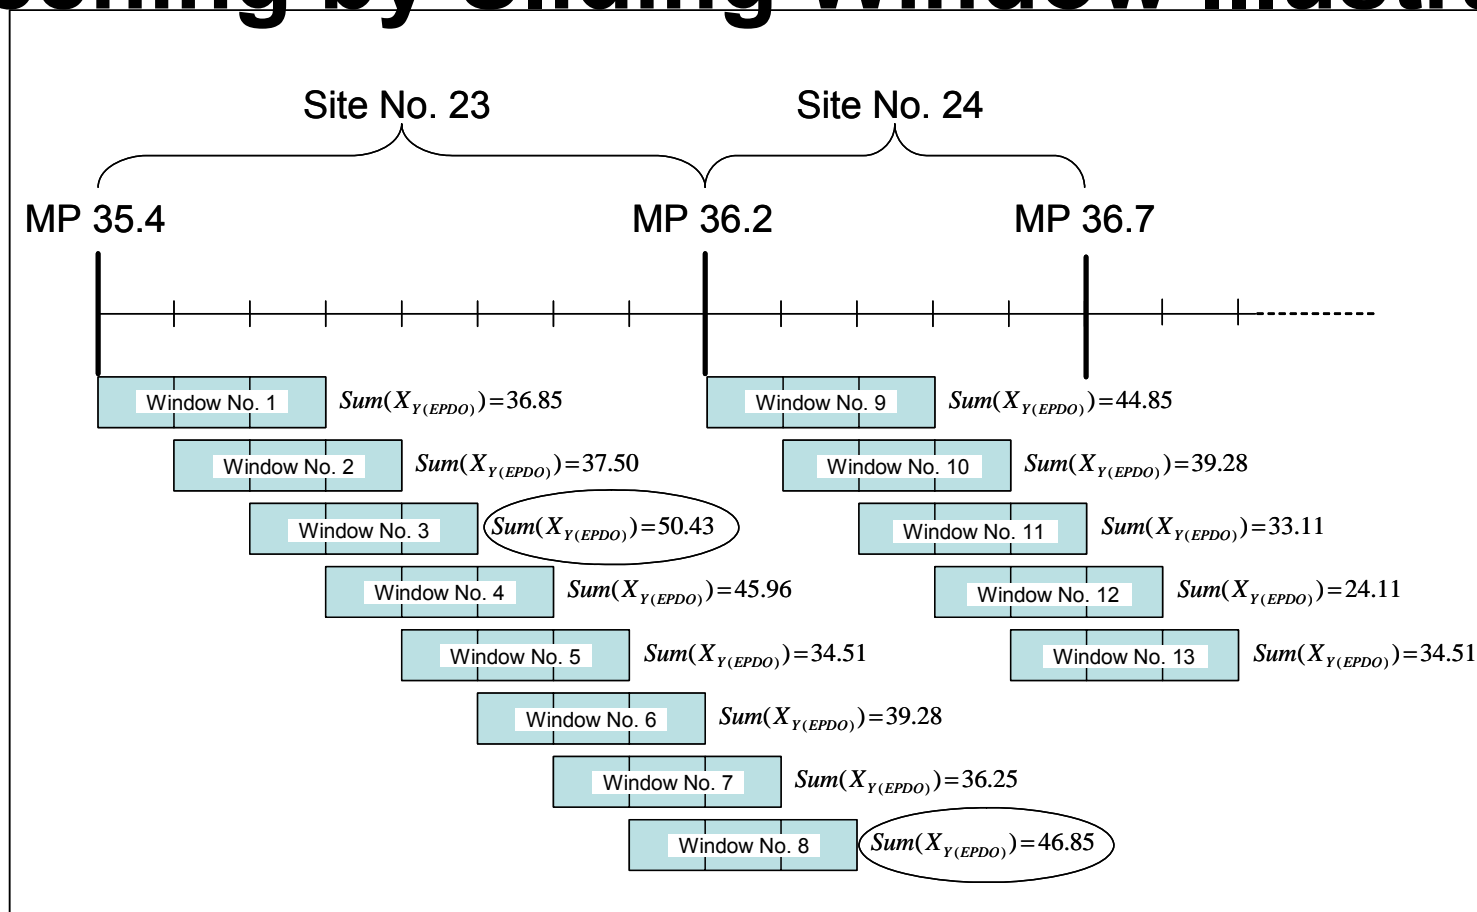 by Sliding Window
Site No. 23 Site No. 24
MP 35.4 MP 36.2 MP 36.7
Window No. 1 Sum(X_Y(EPDO))=36.85 Window No. 9 Sum(X_Y(EPDO))=44.85
Window No. 2 Sum(X_Y(EPDO))=37.50 Window No. 10 Sum(X_Y(EPDO))=39.28
Window No. 3 Sum(X_Y(EPDO))=50.43 Window No. 11 Sum(X_Y(EPDO))=33.11
Window No. 4 Sum(X_Y(EPDO))=45.96 Window No. 12 Sum(X_Y(EPDO))=24.11
Window No. 5 Sum(X_Y(EPDO))=34.51 Window No. 13 Sum(X_Y(EPDO))=34.51
Window No. 6 Sum(X_Y(EPDO))=39.28
Window No. 7 Sum(X_Y(EPDO))=36.25
Window No. 8 Sum(X_Y(EPDO))=46.85